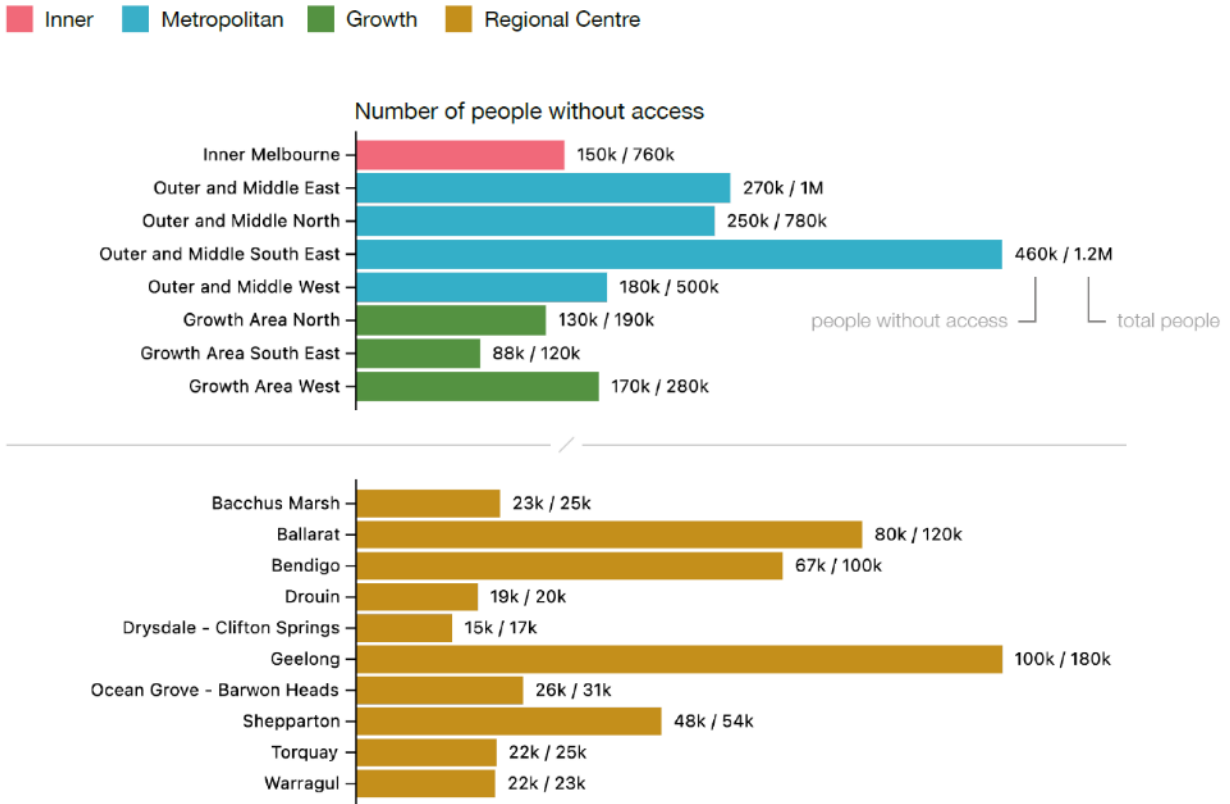 Inner Metropolitan Growth Regional Centre
Number of people without access
Inner Melbourne 150k / 760k
Outer and Middle East 270k / 1M
Outer and Middle North 250k / 780k
Outer and Middle South East 460k / 1.2M
Outer and Middle West 180k / 500k
Growth Area North 130k / 190k people without access total people
Growth Area South East 88k / 120k
Growth Area West 170k / 280k
Bacchus Marsh 23k / 25k
Ballarat 80k / 120k
Bendigo 67k / 100k
Drouin 19k / 20k
Drysdale - Clifton Springs 15k / 17k
Geelong 100k / 180k
Ocean Grove - Barwon Heads 26k / 31k
Shepparton 48k / 54k
Torquay 22k / 25k
Warragul 22k / 23k